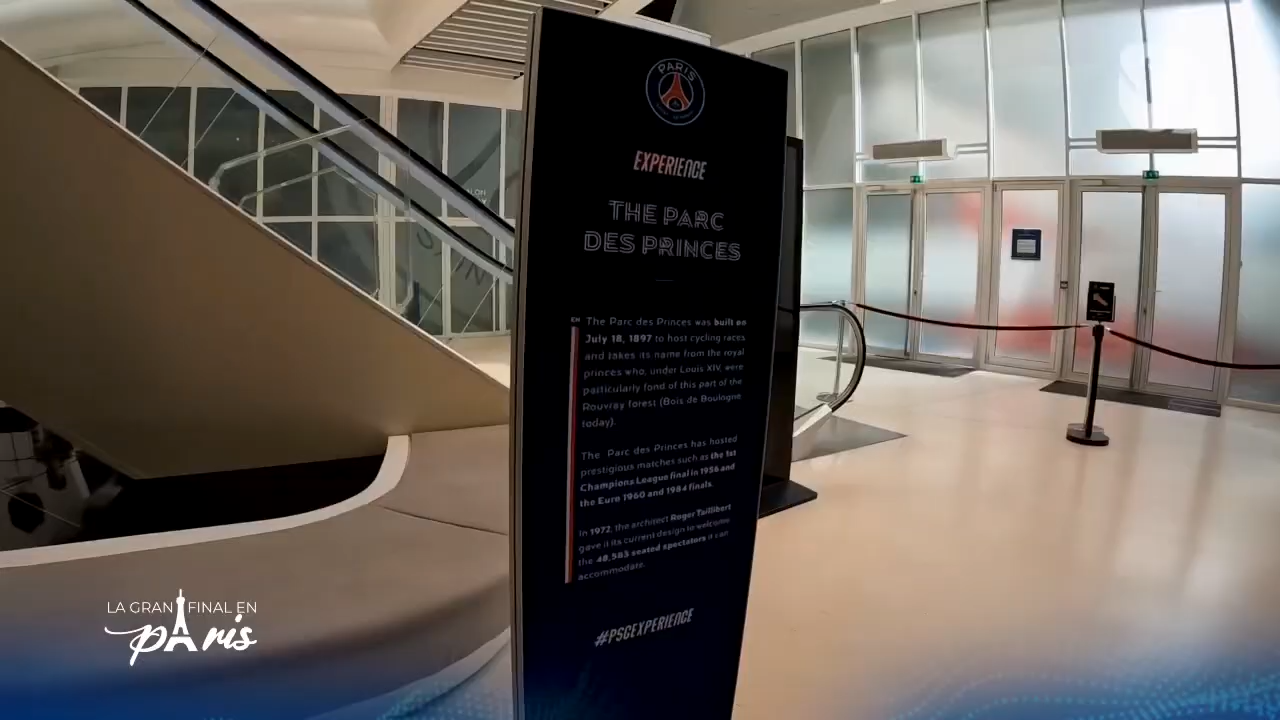 PARIS
EXPERIENCE
THE PARC
DES PRINCES
EN
The Parc des Princes was built on
July 18, 1897 to host cycling races
and takes its name from the royal
princes who, under Louis XIV, were
particularly fond of this part of the
Rouvray forest (Bois de Boulogne
today).
The Parc des Princes has hosted
prestigious matches such as the 1st
Champions League final in 1956 and
the Euro 1960 and 1984 finals.
In 1972, the architect Roger Taillibert
gave it its current design to welcome
the 48,583 seated spectators it can
accommodate.
#PSGEXPERIENCE
LA GRAN FINAL EN
PARIS